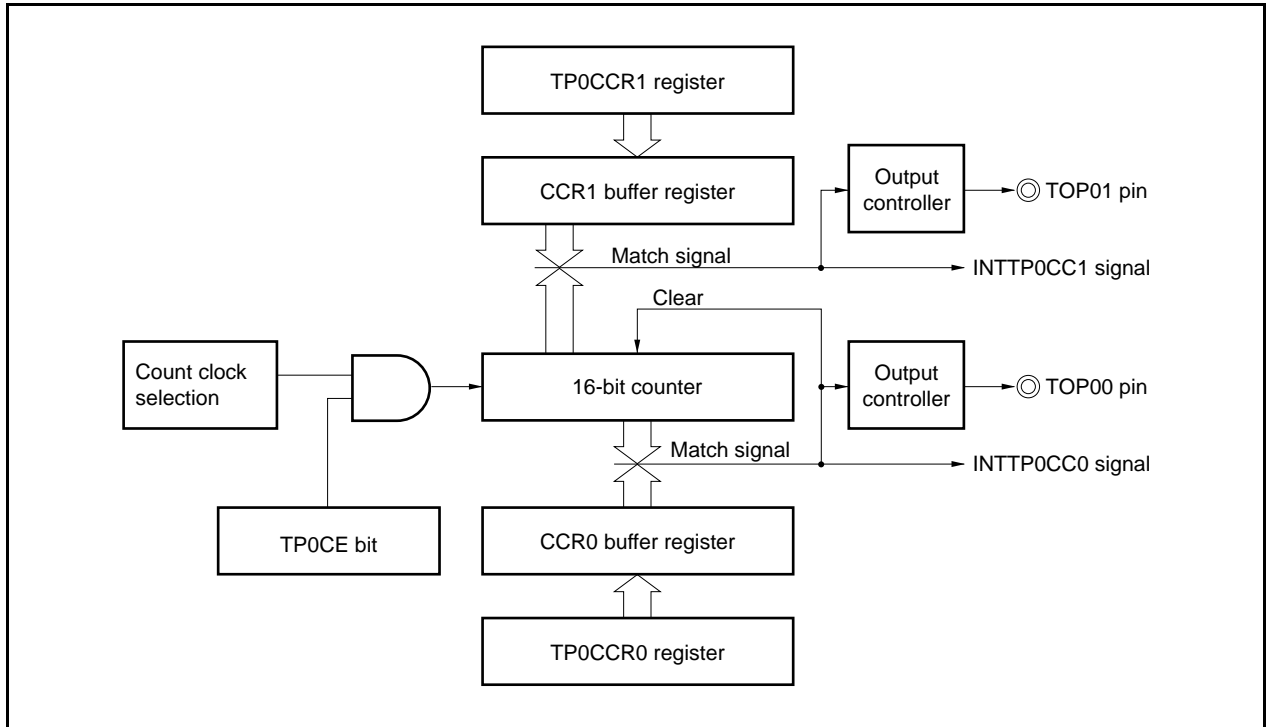 TP0CCR1 register
CCR1 buffer register
Output
controller
TOP01 pin
Match signal
INTTP0CC1 signal
Clear
Count clock
selection
16-bit counter
Output
controller
TOP00 pin
Match signal
INTTP0CC0 signal
TP0CE bit
CCR0 buffer register
TP0CCR0 register